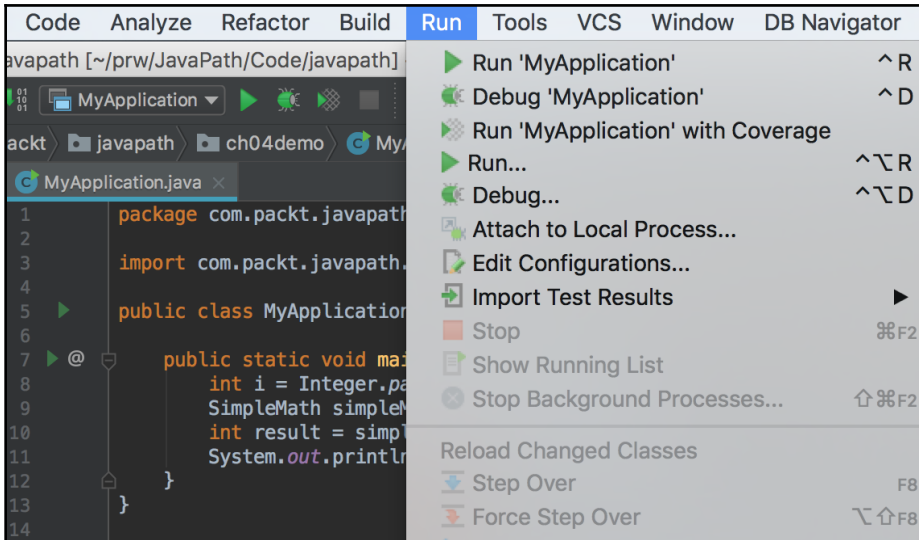 Code Analyze Refactor Build Run Tools VCS Window DB Navigator
avapath [~/prw/JavaPath/Code/javapath]
MyApplication
ackt javapath ch04demo MyA
MyApplication.java
1 package com.packt.javapath
2
3 import com.packt.javapath.
4
5 public class MyApplication
6
7 @ public static void mai
8 int i = Integer.pa
9 SimpleMath simpleM
10 int result = simpl
11 System.out.println
12 }
13 }
14
Run 'MyApplication' ^ R
Debug 'MyApplication' ^ D
Run 'MyApplication' with Coverage
Run... ^⌥ R
Debug... ^⌥ D
Attach to Local Process...
Edit Configurations...
Import Test Results ▶
Stop ⌘F2
Show Running List
Stop Background Processes... ⇧⌘F2
Reload Changed Classes
Step Over F8
Force Step Over ⌥⇧F8